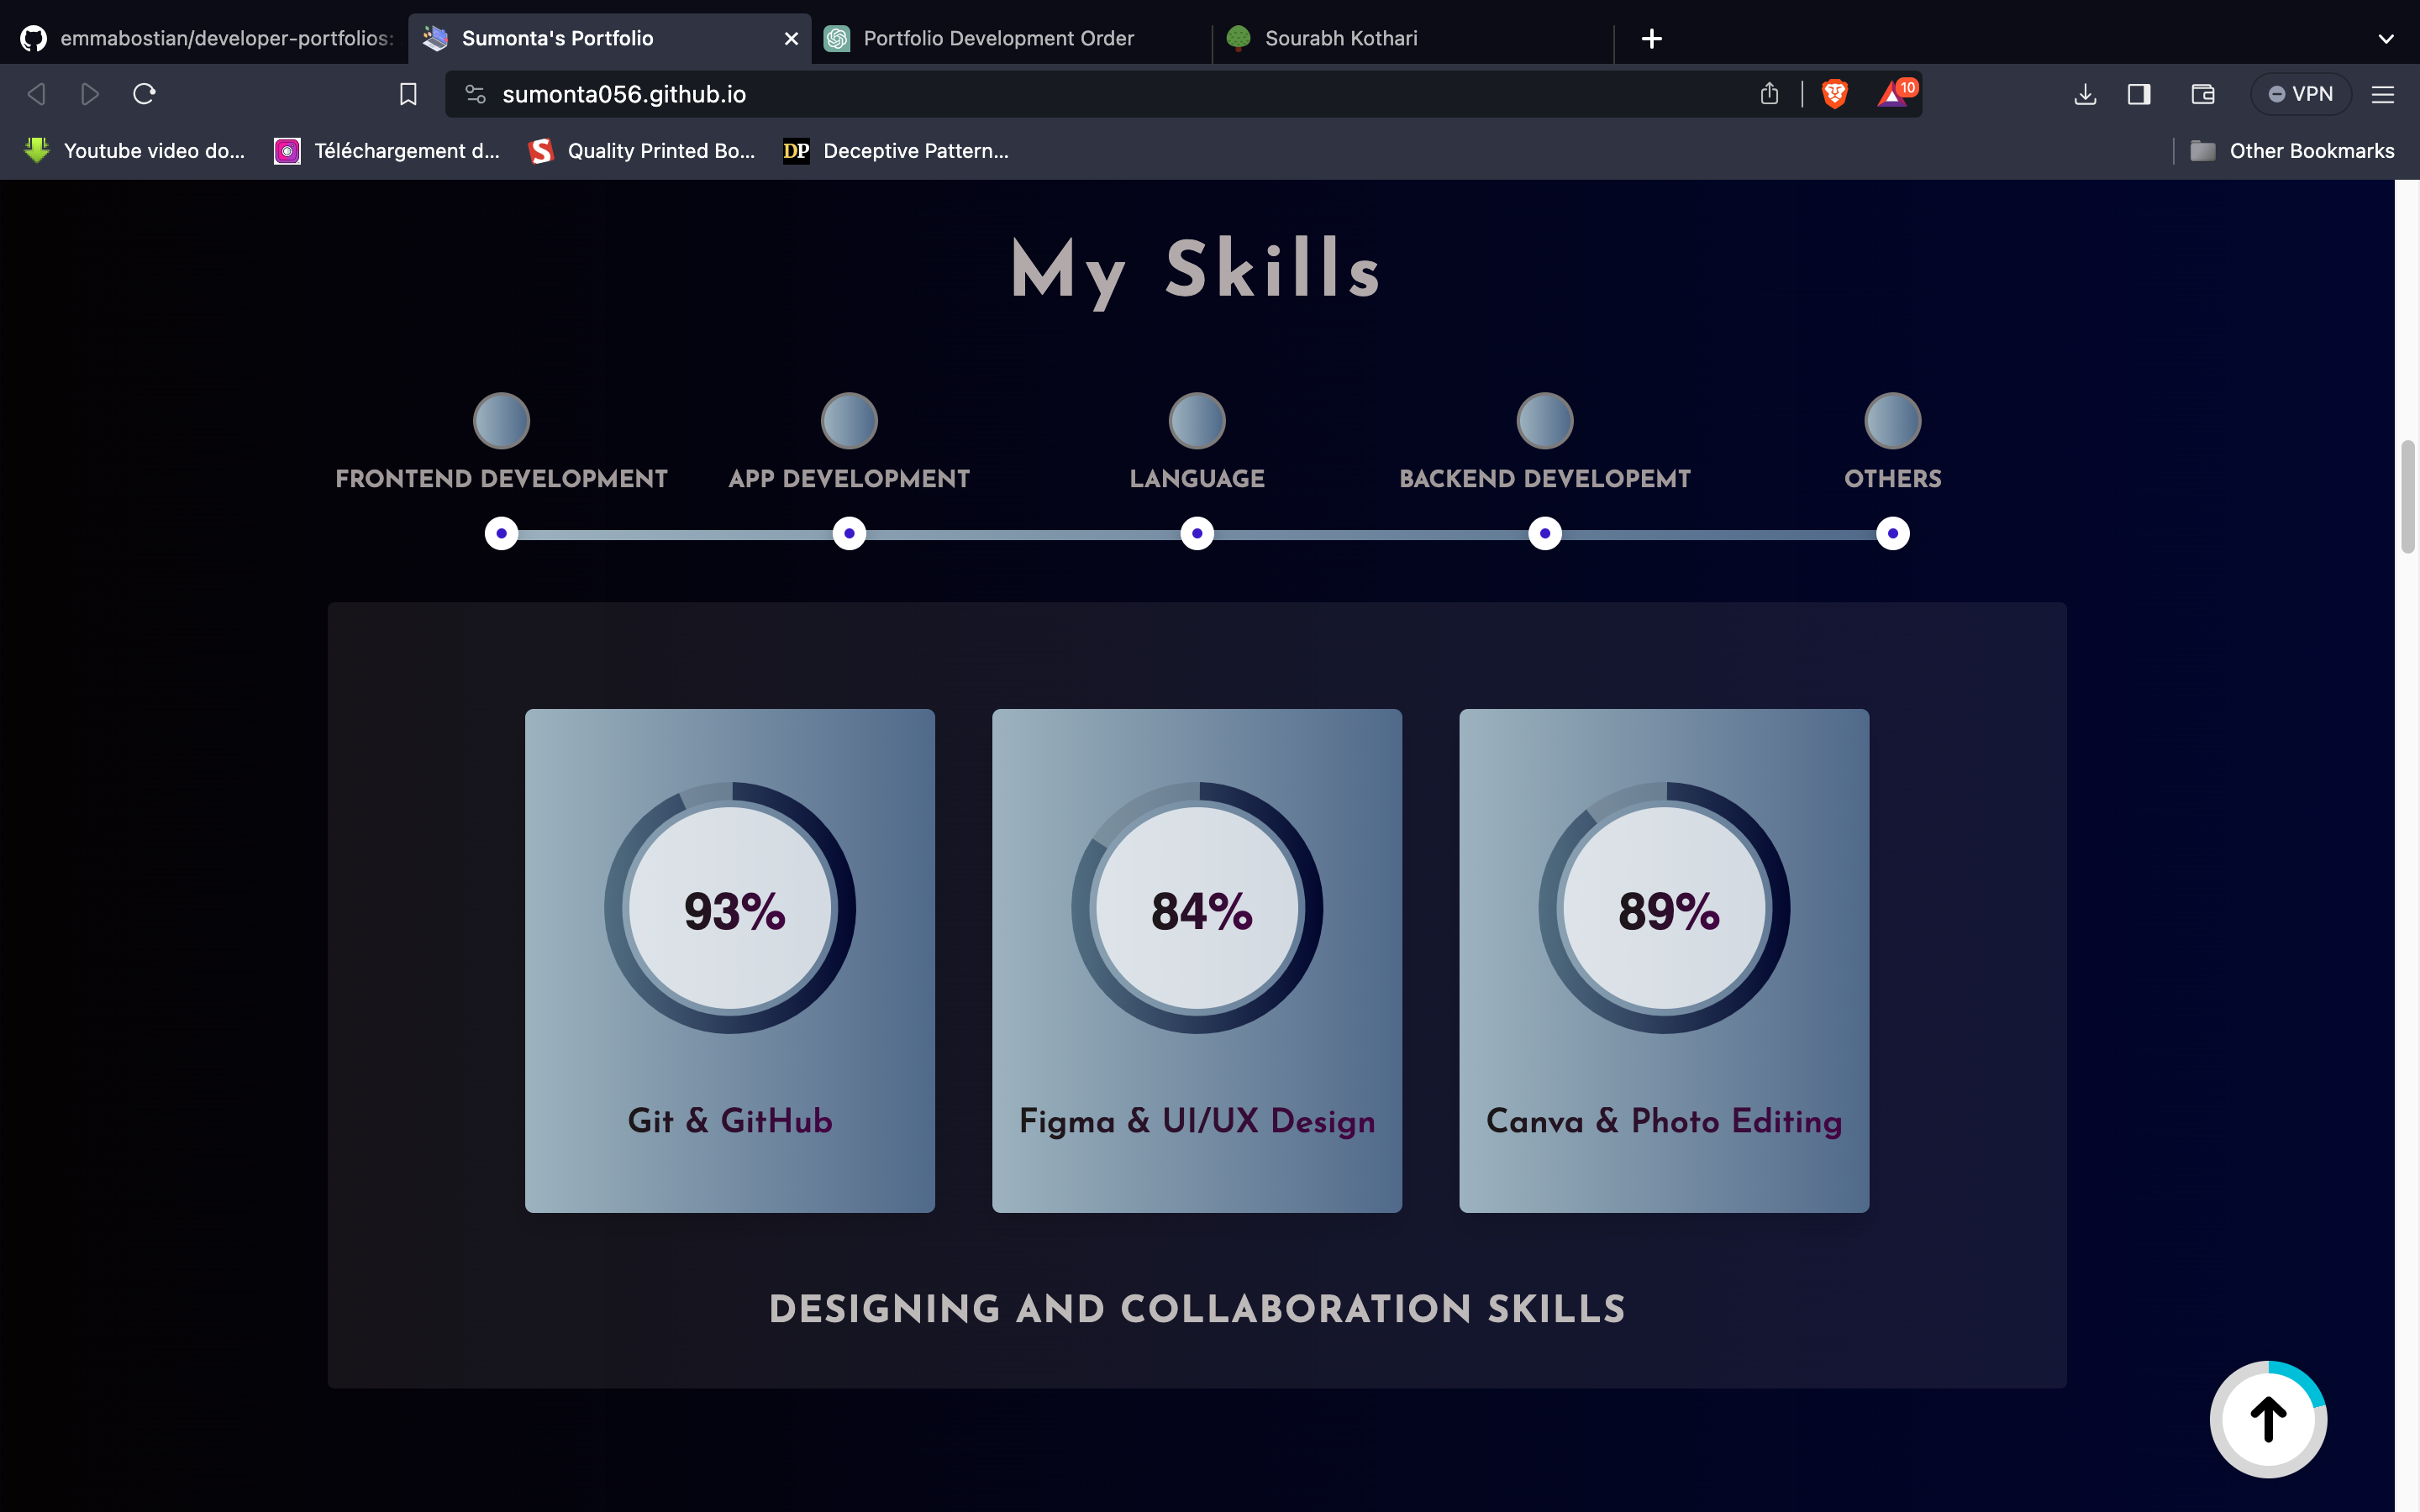 emmabostian/developer-portfolios:
Sumonta's Portfolio
Portfolio Development Order
Sourabh Kothari
sumonta056.github.io
10
VPN
Youtube video do...
Téléchargement d...
Quality Printed Bo...
DP
Deceptive Pattern...
Other Bookmarks
My Skills
FRONTEND DEVELOPMENT
APP DEVELOPMENT
LANGUAGE
BACKEND DEVELOPEMT
OTHERS
93%
84%
89%
Git & GitHub
Figma & UI/UX Design
Canva & Photo Editing
DESIGNING AND COLLABORATION SKILLS